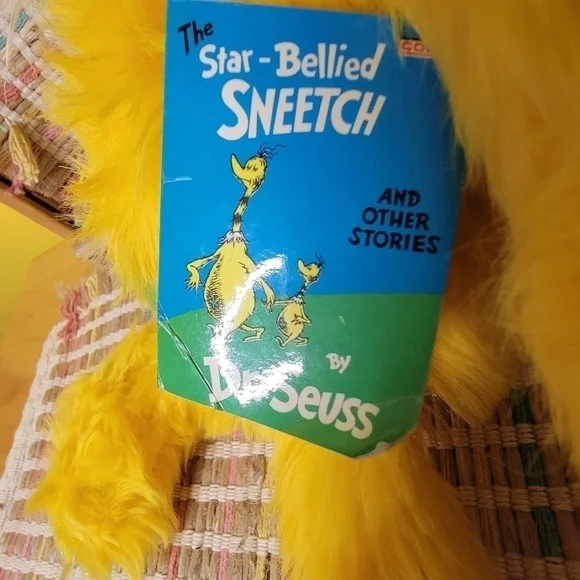 The
Star-Bellied
SNEETCH
AND
OTHER
STORIES
By
Dr. Seuss